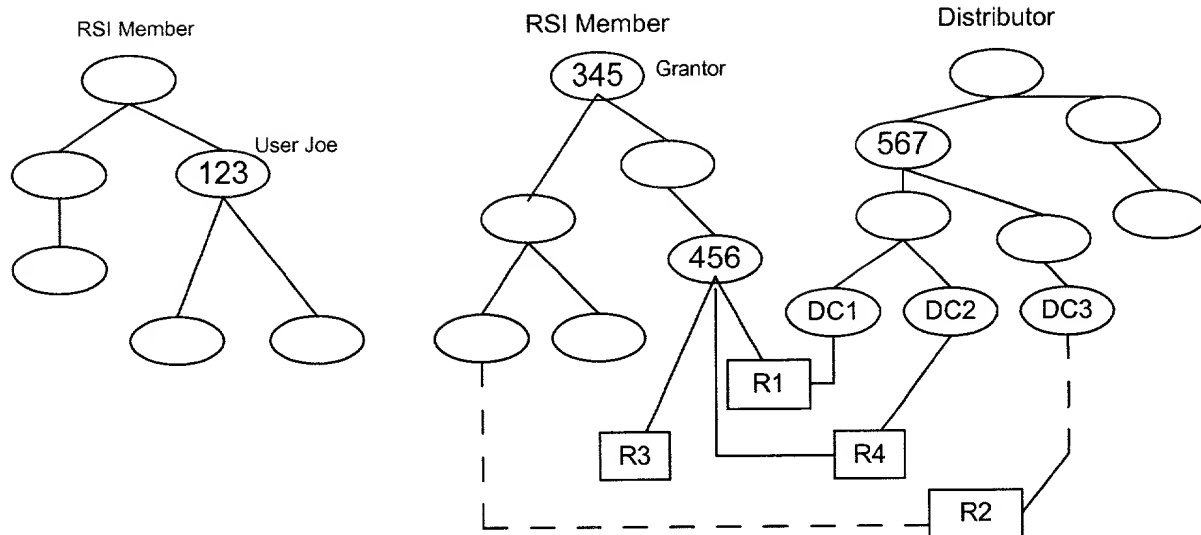 RSI Member
User Joe
123
RSI Member
345
Grantor
456
R1
R3
R4
R2
Distributor
567
DC1
DC2
DC3